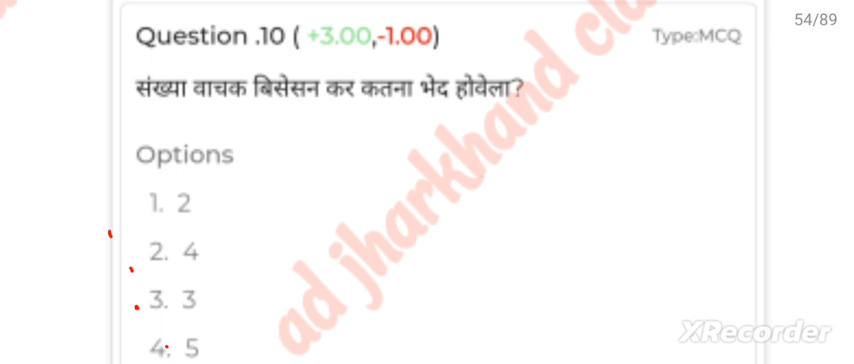 Question .10 ( +3.00,-1.00) Type:MCQ 54/89
संख्या वाचक बिसेसन कर कतना भेद होवेला?
Options
1. 2
2. 4
3. 3
4. 5
ad jharkhand cla
XRecorder